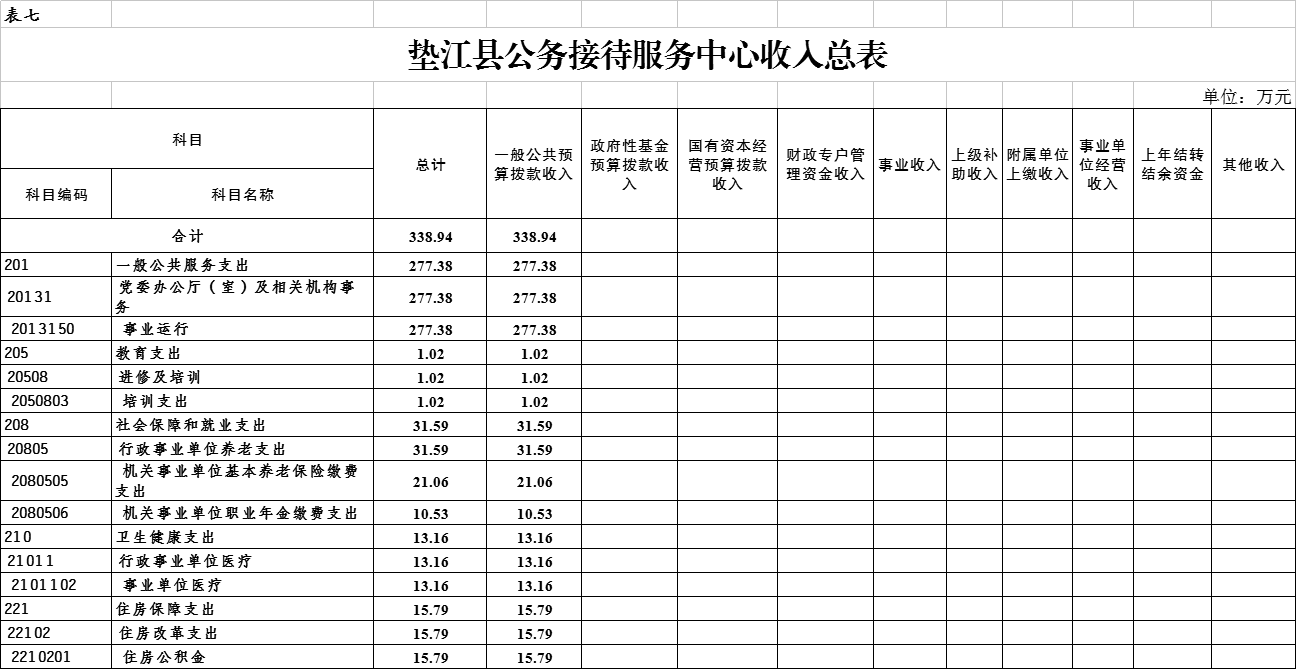 表七
垫江县公务接待服务中心收入总表
单位：万元
科目 总计 一般公共预算拨款收入 政府性基金预算拨款收入 国有资本经营预算拨款收入 财政专户管理资金收入 事业收入 上级补助收入 附属单位上缴收入 事业单位经营收入 上年结转结余资金 其他收入
科目编码 科目名称
合计 338.94 338.94
201 一般公共服务支出 277.38 277.38
20131 党委办公厅（室）及相关机构事务 277.38 277.38
2013150 事业运行 277.38 277.38
205 教育支出 1.02 1.02
20508 进修及培训 1.02 1.02
2050803 培训支出 1.02 1.02
208 社会保障和就业支出 31.59 31.59
20805 行政事业单位养老支出 31.59 31.59
2080505 机关事业单位基本养老保险缴费支出 21.06 21.06
2080506 机关事业单位职业年金缴费支出 10.53 10.53
210 卫生健康支出 13.16 13.16
21011 行政事业单位医疗 13.16 13.16
2101102 事业单位医疗 13.16 13.16
221 住房保障支出 15.79 15.79
22102 住房改革支出 15.79 15.79
2210201 住房公积金 15.79 15.79